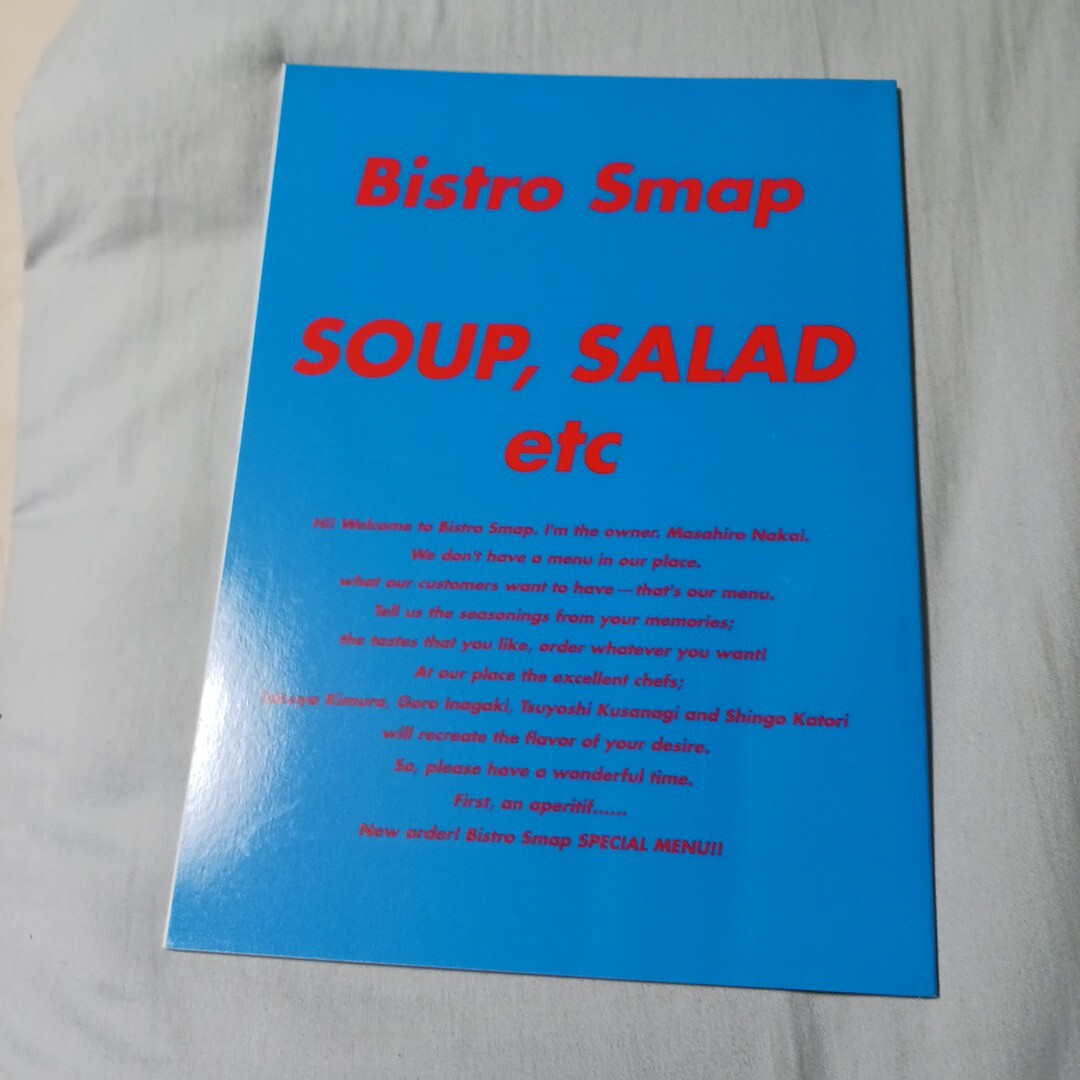 Bistro Smap
SOUP, SALAD
etc
Hi! Welcome to Bistro Smap. I'm the owner. Masahiro Nakai.
We don't have a menu in our place.
what our customers want to have — that's our menu.
Tell us the seasonings from your memories;
the tastes that you like, order whatever you want!
At our place the excellent chefs;
Takuya Kimura, Goro Inagaki, Tsuyoshi Kusanagi and Shingo Katori
will recreate the flavor of your desire.
So, please have a wonderful time.
First, an aperitif......
New order! Bistro Smap SPECIAL MENU!!